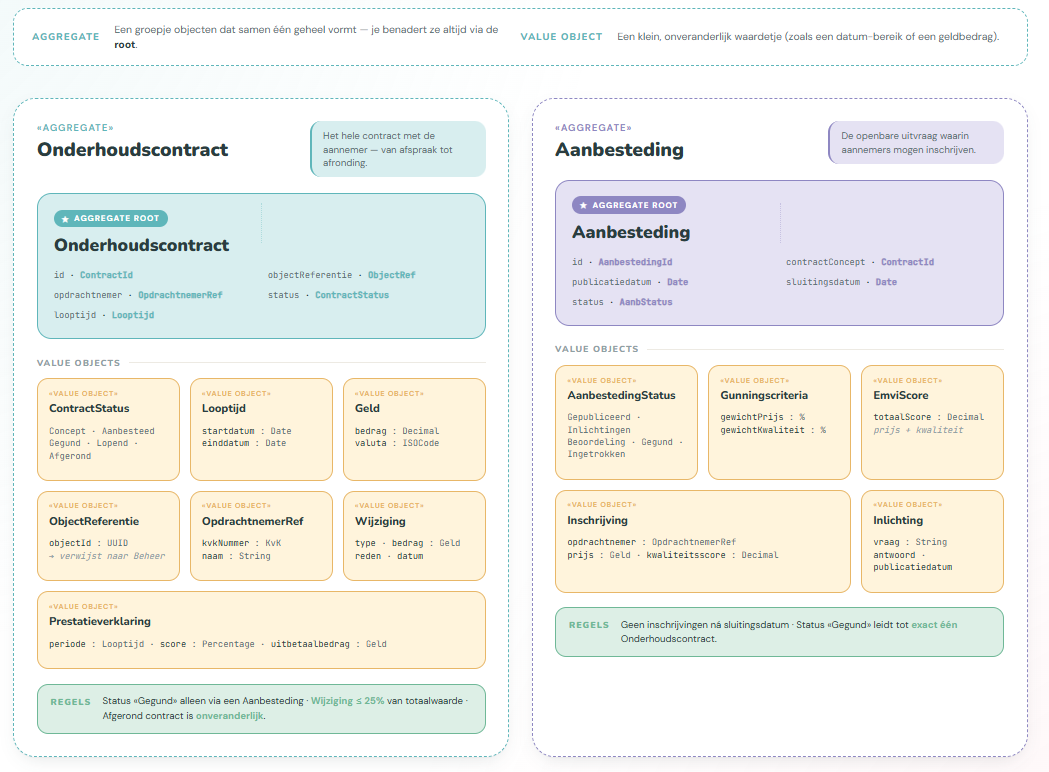 AGGREGATE
Een groepje objecten dat samen één geheel vormt — je benadert ze altijd via de
root.
VALUE OBJECT
Een klein, onveranderlijk waardetje (zoals een datum-bereik of een geldbedrag).
«AGGREGATE»
Onderhoudscontract
Het hele contract met de
aannemer — van afspraak tot
afronding.
★ AGGREGATE ROOT
Onderhoudscontract
id · ContractId
objectReferentie · ObjectRef
opdrachtnemer · OpdrachtnemerRef
status · ContractStatus
looptijd · Looptijd
VALUE OBJECTS
«VALUE OBJECT»
ContractStatus
Concept · Aanbesteed
Gegund · Lopend ·
Afgerond
«VALUE OBJECT»
Looptijd
startdatum : Date
einddatum : Date
«VALUE OBJECT»
Geld
bedrag : Decimal
valuta : ISOCode
«VALUE OBJECT»
ObjectReferentie
objectId : UUID
→ verwijst naar Beheer
«VALUE OBJECT»
OpdrachtnemerRef
kvkNummer : KvK
naam : String
«VALUE OBJECT»
Wijziging
type · bedrag : Geld
reden · datum
«VALUE OBJECT»
Prestatieverklaring
periode : Looptijd · score : Percentage · uitbetaalbedrag : Geld
REGELS
Status «Gegund» alleen via een Aanbesteding · Wijziging ≤ 25% van totaalwaarde ·
Afgerond contract is onveranderlijk.
«AGGREGATE»
Aanbesteding
De openbare uitvraag waarin
aannemers mogen inschrijven.
★ AGGREGATE ROOT
Aanbesteding
id · AanbestedingId
contractConcept · ContractId
publicatiedatum · Date
sluitingsdatum · Date
status · AanbStatus
VALUE OBJECTS
«VALUE OBJECT»
AanbestedingStatus
Gepubliceerd ·
Inlichtingen
Beoordeling · Gegund ·
Ingetrokken
«VALUE OBJECT»
Gunningscriteria
gewichtPrijs : %
gewichtKwaliteit : %
«VALUE OBJECT»
EmviScore
totaalScore : Decimal
prijs + kwaliteit
«VALUE OBJECT»
Inschrijving
opdrachtnemer : OpdrachtnemerRef
prijs : Geld · kwaliteitsscore : Decimal
«VALUE OBJECT»
Inlichting
vraag : String
antwoord ·
publicatiedatum
REGELS
Geen inschrijvingen ná sluitingsdatum · Status «Gegund» leidt tot exact één
Onderhoudscontract.